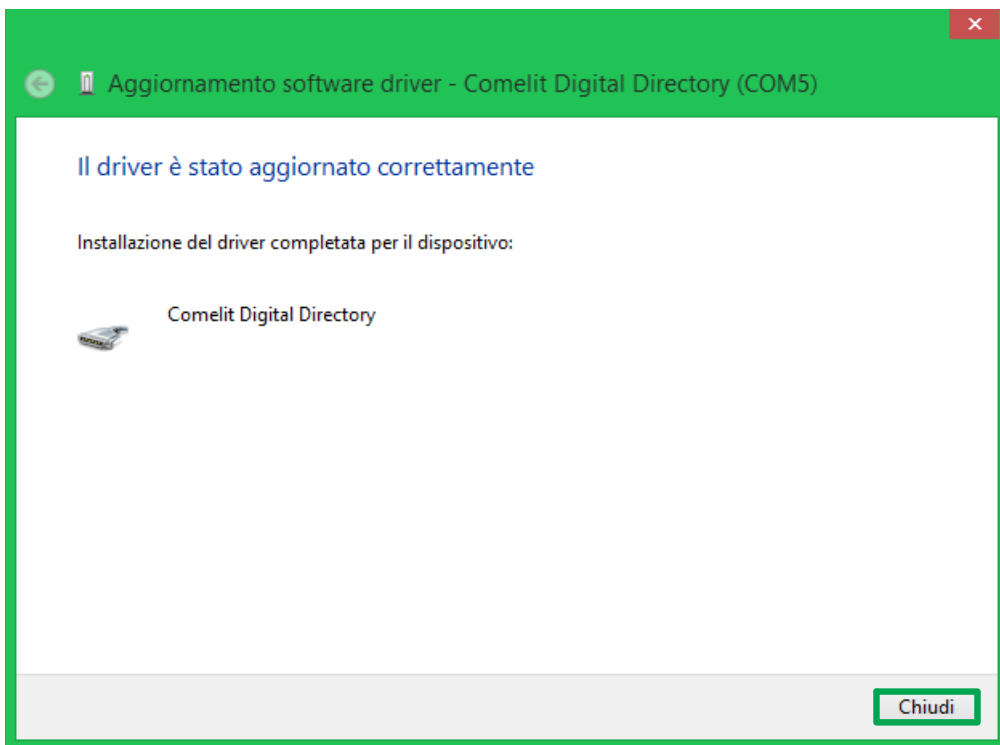 Aggiornamento software driver - Comelit Digital Directory (COM5)
Il driver è stato aggiornato correttamente
Installazione del driver completata per il dispositivo:
Comelit Digital Directory
Chiudi